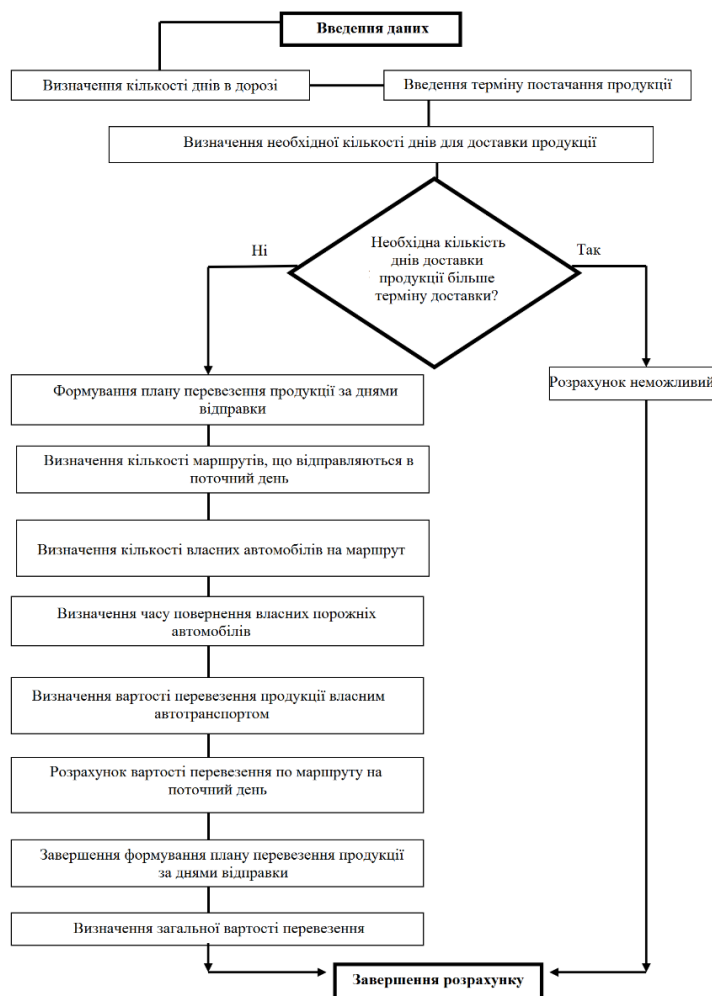 Введення даних
Визначення кількості днів в дорозі
Введення терміну постачання продукції
Визначення необхідної кількості днів для доставки продукції
Необхідна кількість
днів доставки
продукції більше
терміну доставки?
Ні
Так
Формування плану перевезення продукції за днями
відправки
Розрахунок неможливий
Визначення кількості маршрутів, що відправляються в
поточний день
Визначення кількості власних автомобілів на маршрут
Визначення часу повернення власних порожніх
автомобілів
Визначення вартості перевезення продукції власним
автотранспортом
Розрахунок вартості перевезення по маршруту на
поточний день
Завершення формування плану перевезення продукції
за днями відправки
Визначення загальної вартості перевезення
Завершення розрахунку